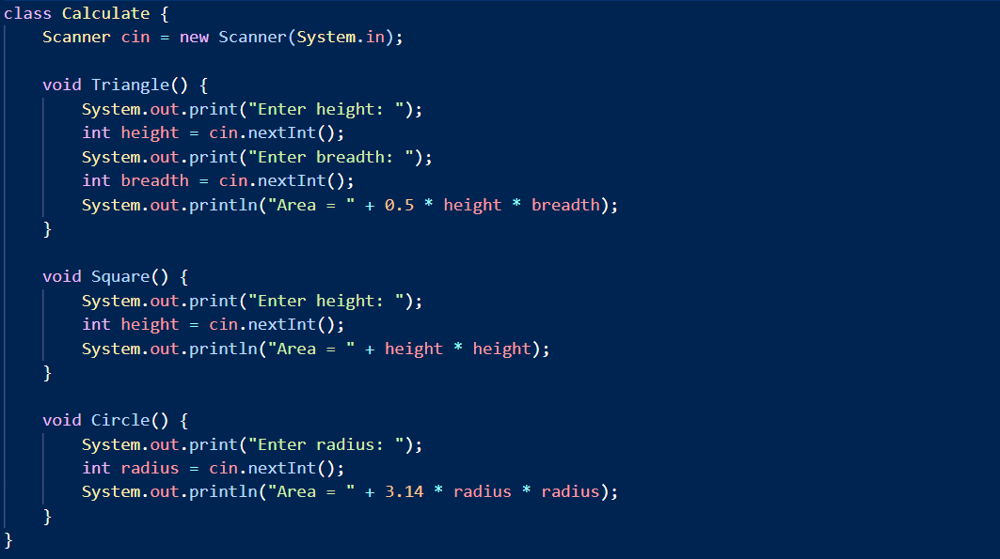 class Calculate {
    Scanner cin = new Scanner(System.in);

    void Triangle() {
        System.out.print("Enter height: ");
        int height = cin.nextInt();
        System.out.print("Enter breadth: ");
        int breadth = cin.nextInt();
        System.out.println("Area = " + 0.5 * height * breadth);
    }

    void Square() {
        System.out.print("Enter height: ");
        int height = cin.nextInt();
        System.out.println("Area = " + height * height);
    }

    void Circle() {
        System.out.print("Enter radius: ");
        int radius = cin.nextInt();
        System.out.println("Area = " + 3.14 * radius * radius);
    }
}